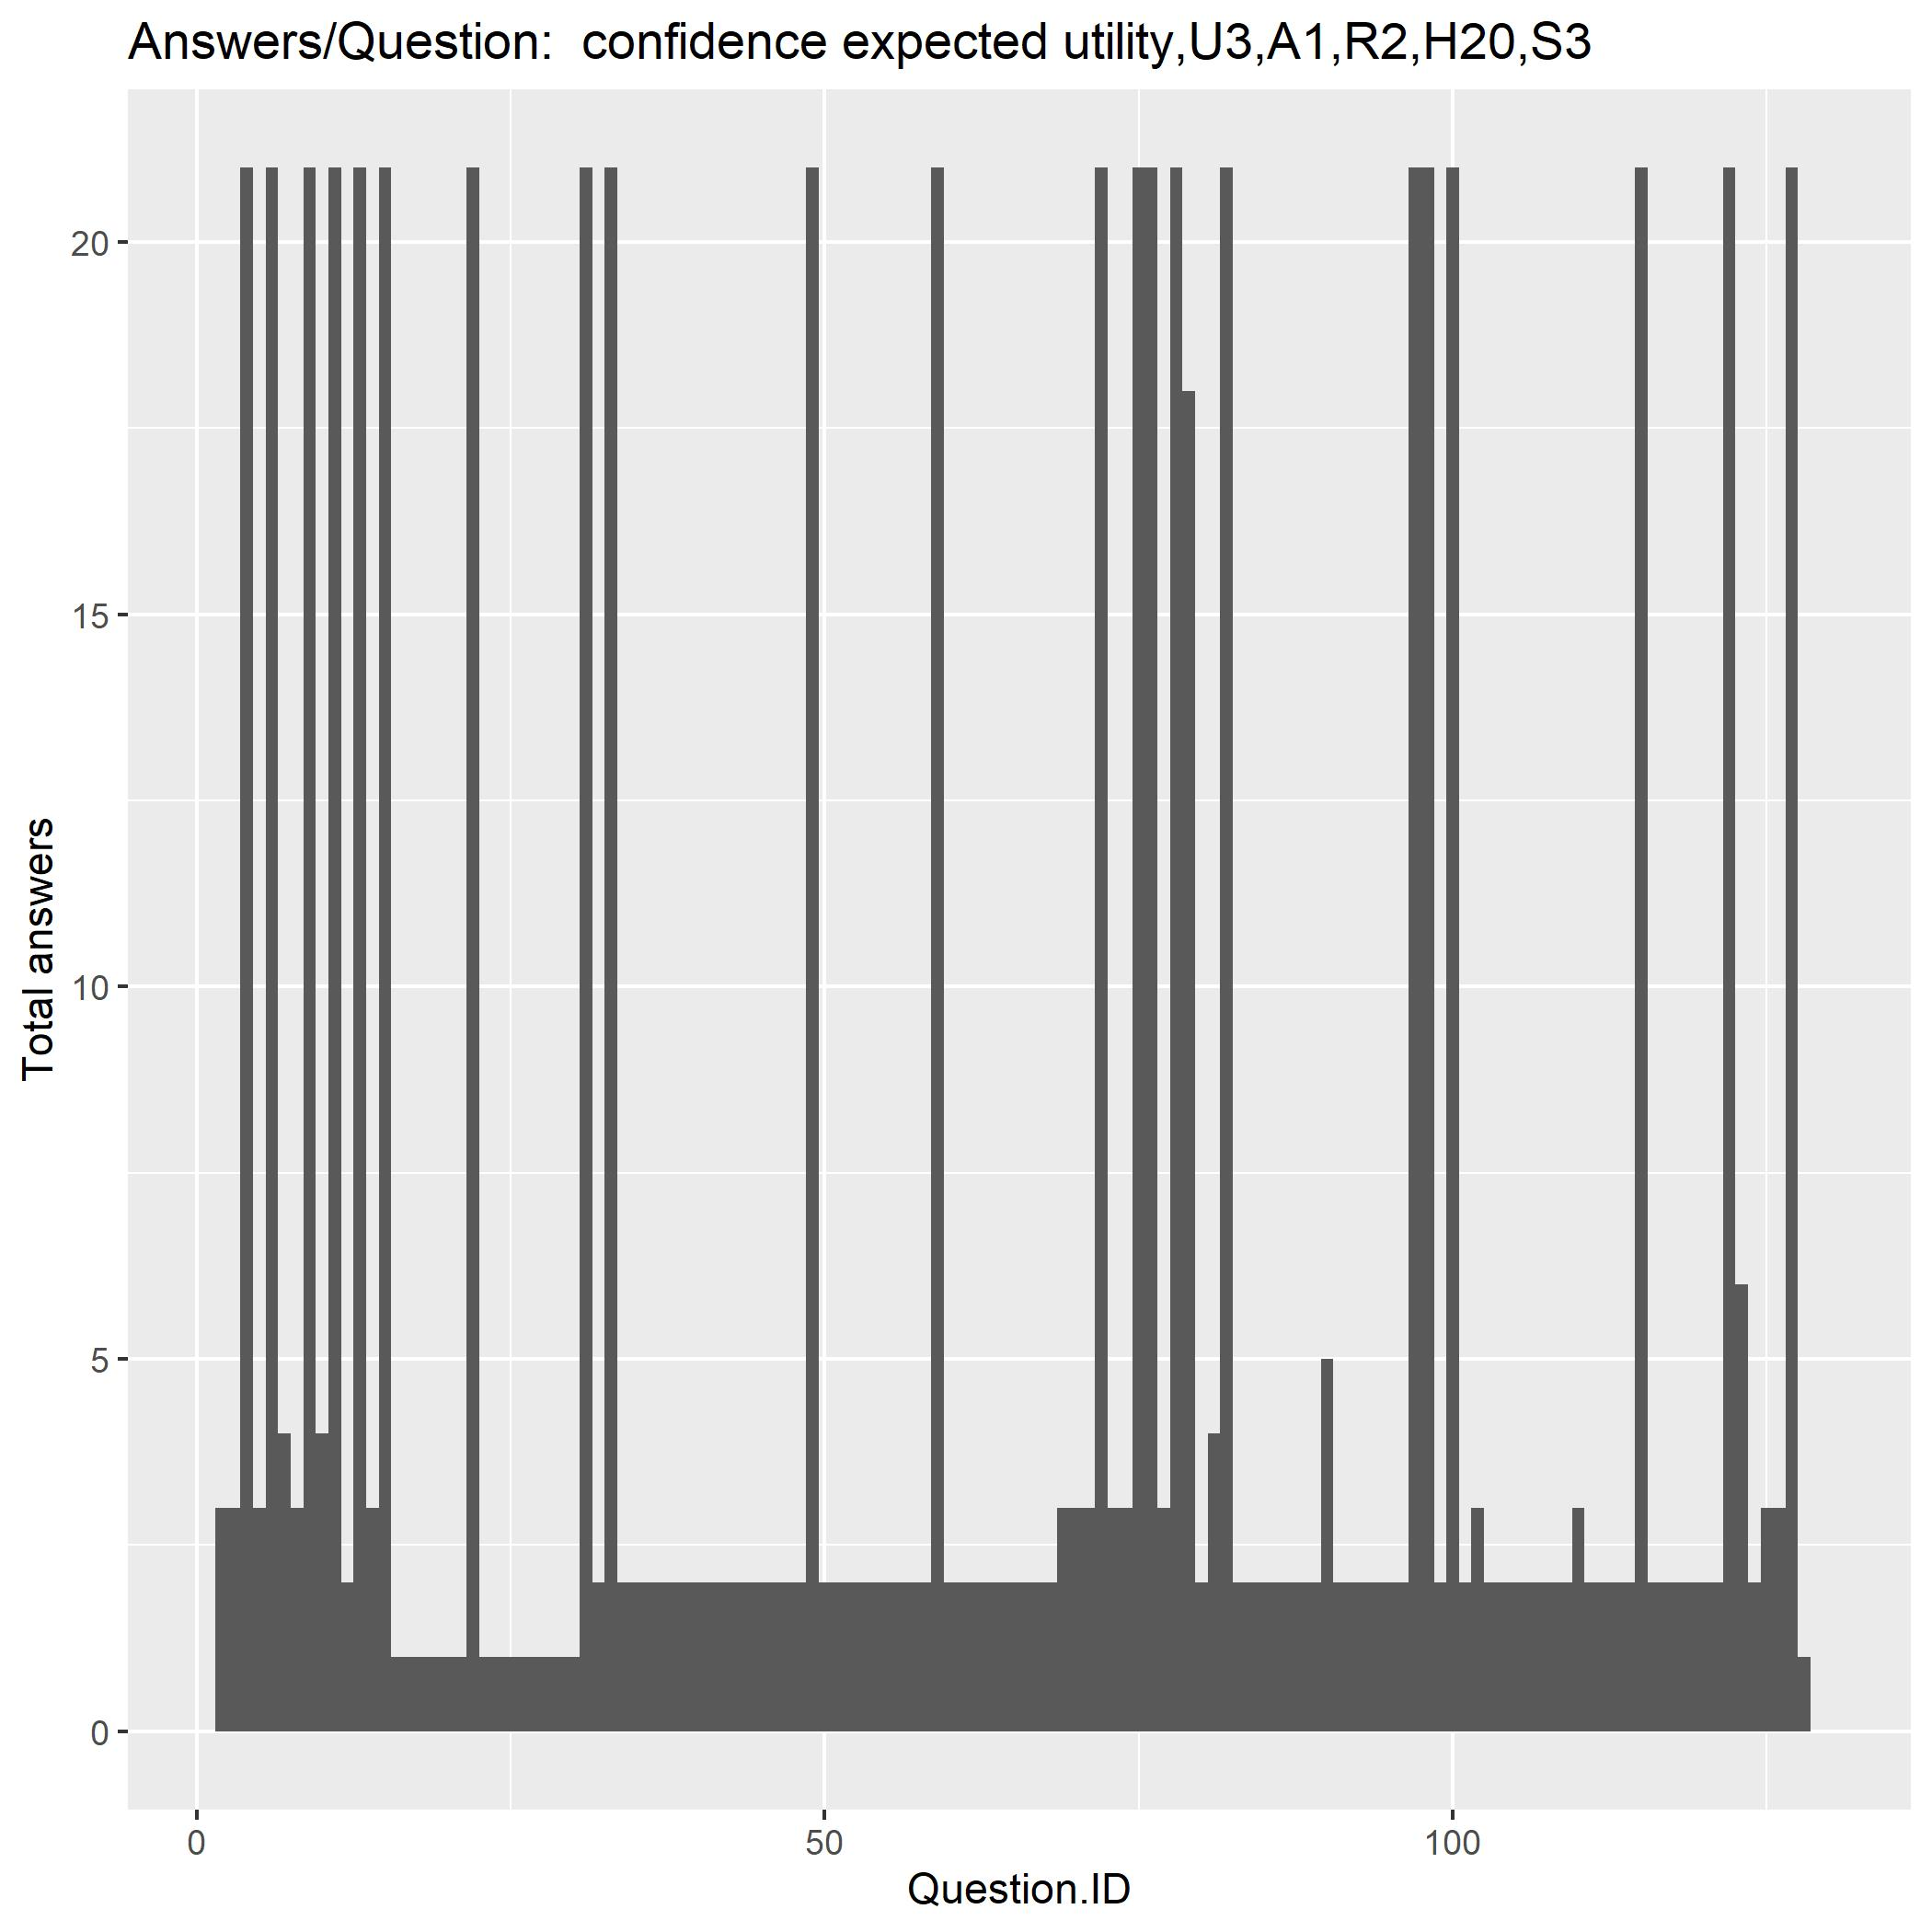 Answers/Question:  confidence expected utility,U3,A1,R2,H20,S3
Total answers
20
15
10
5
0
0
50
100
Question.ID